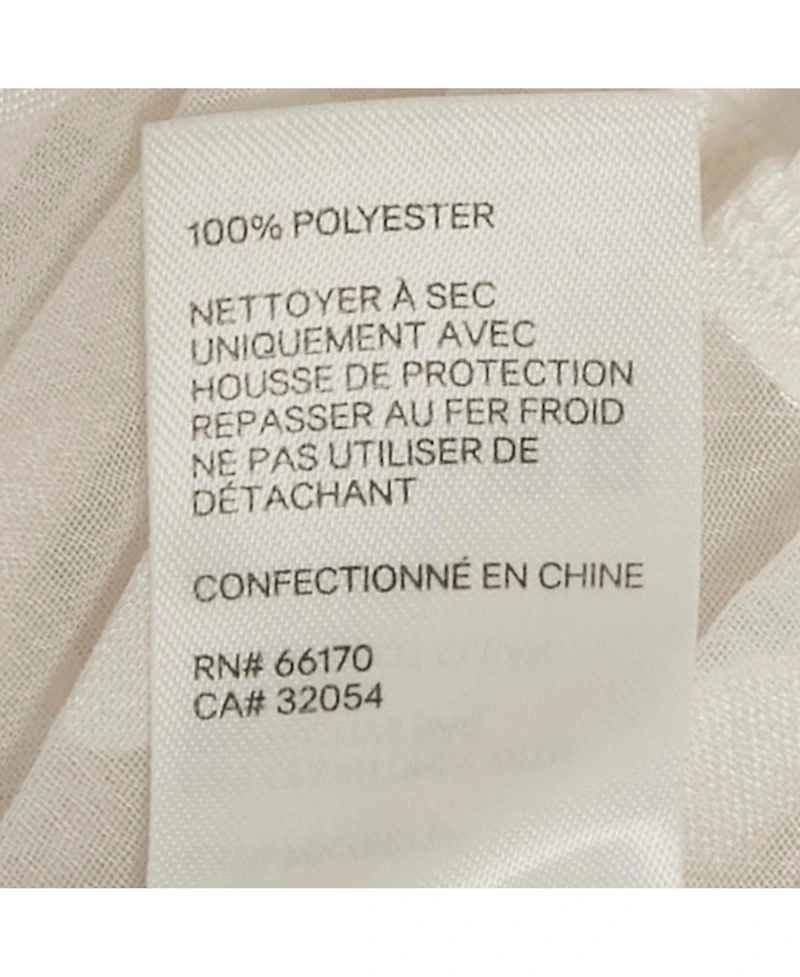 100% POLYESTER
NETTOYER À SEC
UNIQUEMENT AVEC
HOUSSE DE PROTECTION
REPASSER AU FER FROID
NE PAS UTILISER DE
DÉTACHANT
CONFECTIONNÉ EN CHINE
RN# 66170
CA# 32054